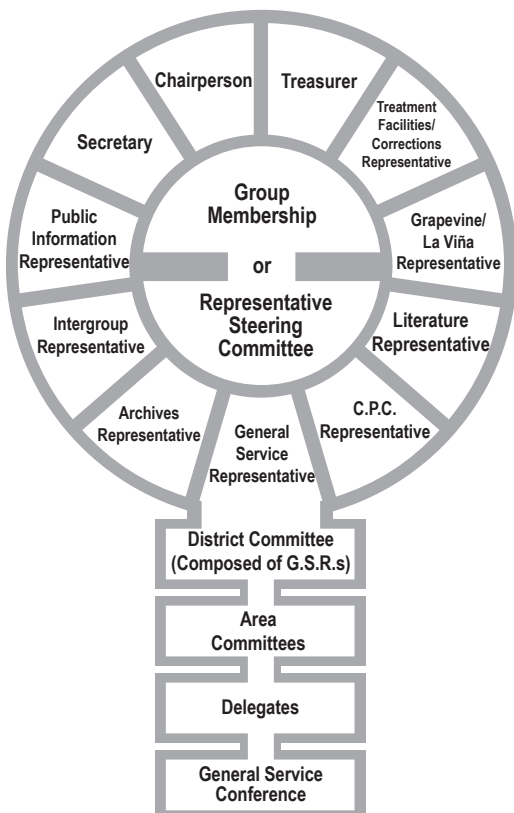 Chairperson
Treasurer
Treatment
Facilities/
Corrections
Representative
Secretary
Grapevine/
La Viña
Representative
Public
Information
Representative
Group
Membership
or
Representative
Steering
Committee
Literature
Representative
Intergroup
Representative
C.P.C.
Representative
Archives
Representative
General
Service
Representative
District Committee
(Composed of G.S.R.s)
Area
Committees
Delegates
General Service
Conference